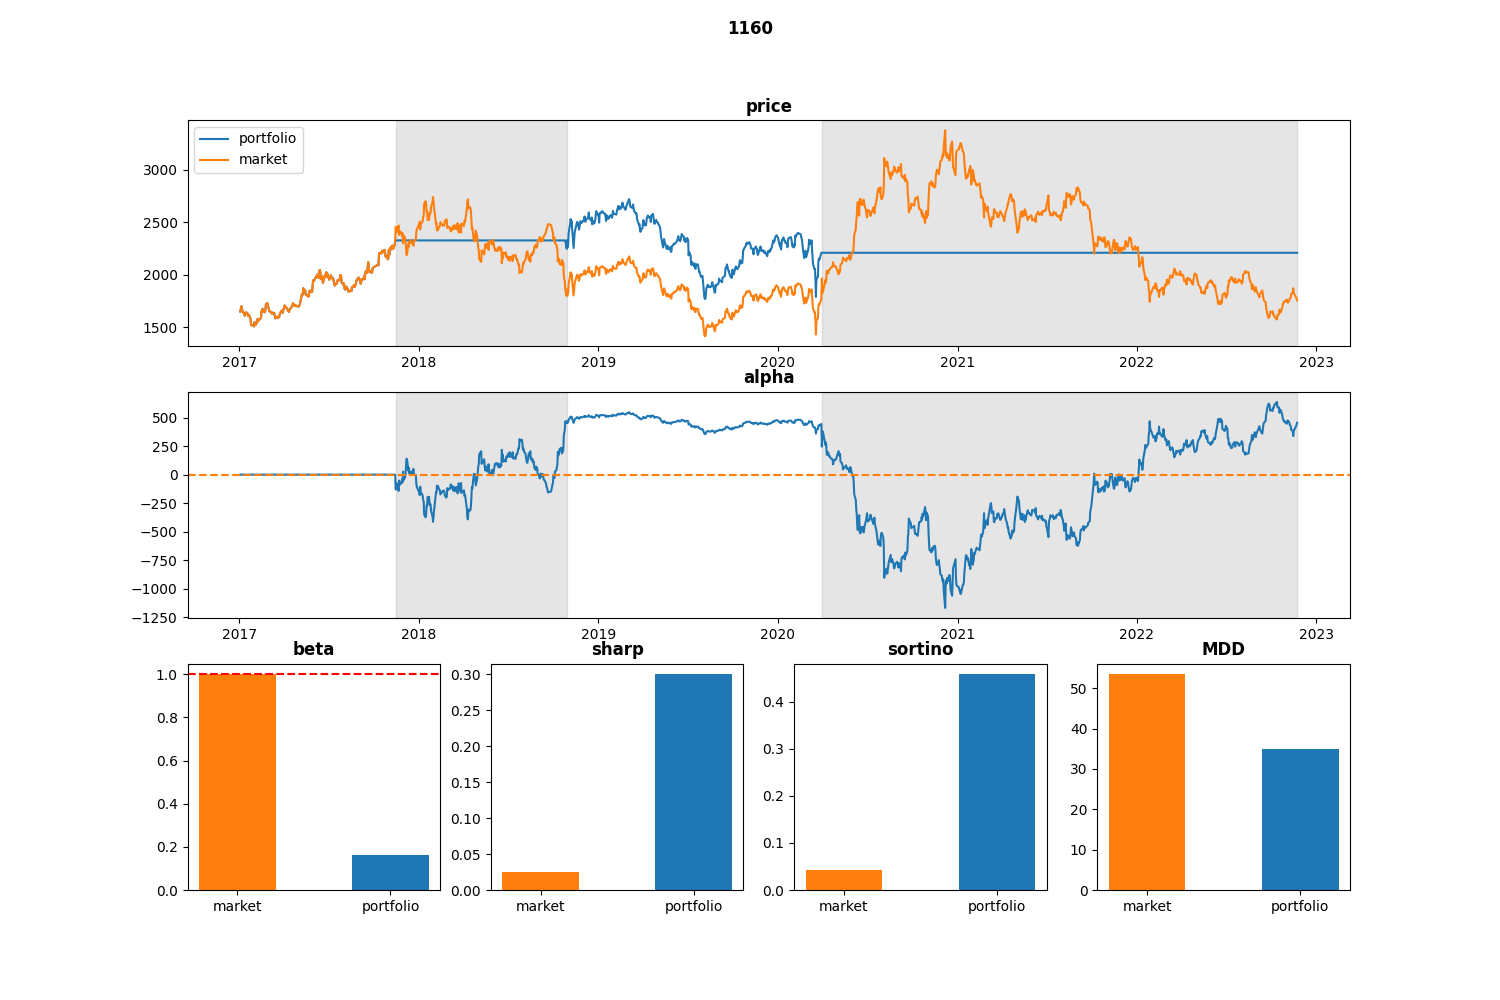 1160
price
portfolio
market
3000
2500
2000
1500
2017 2018 2019 2020 2021 2022 2023
alpha
500
250
0
−250
−500
−750
−1000
−1250
2017 2018 2019 2020 2021 2022 2023
beta
1.0
0.8
0.6
0.4
0.2
0.0
market portfolio
sharp
0.30
0.25
0.20
0.15
0.10
0.05
0.00
market portfolio
sortino
0.4
0.3
0.2
0.1
0.0
market portfolio
MDD
50
40
30
20
10
0
market portfolio